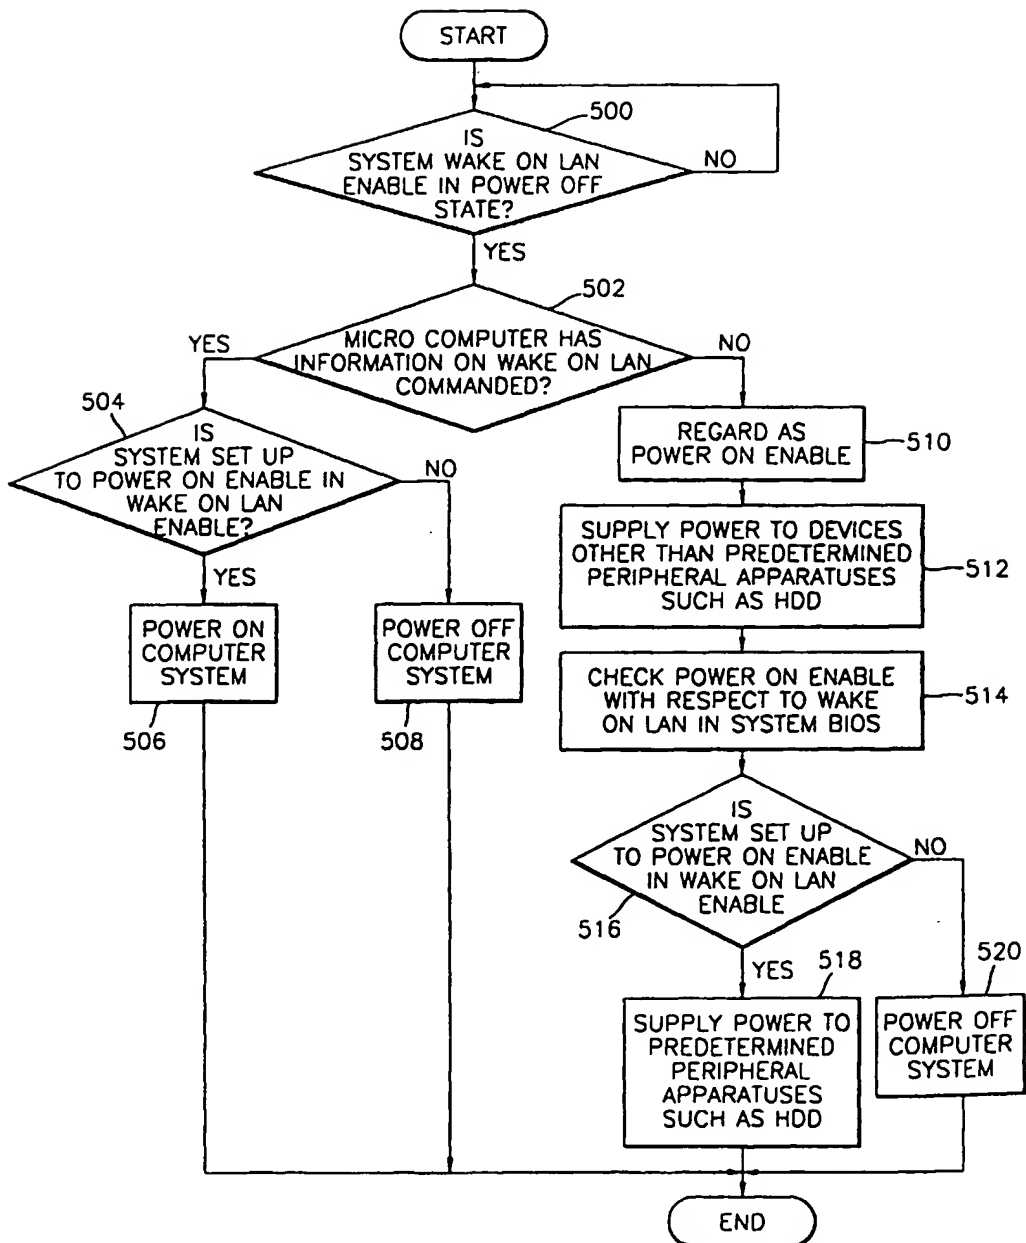 START
500
IS
SYSTEM WAKE ON LAN
ENABLE IN POWER OFF
STATE?
NO
YES
502
MICRO COMPUTER HAS
INFORMATION ON WAKE ON LAN
COMMANDED?
YES
NO
504
IS
SYSTEM SET UP
TO POWER ON ENABLE IN
WAKE ON LAN
ENABLE?
NO
YES
POWER ON
COMPUTER
SYSTEM
506
POWER OFF
COMPUTER
SYSTEM
508
REGARD AS
POWER ON ENABLE
510
SUPPLY POWER TO DEVICES
OTHER THAN PREDETERMINED
PERIPHERAL APPARATUSES
SUCH AS HDD
512
CHECK POWER ON ENABLE
WITH RESPECT TO WAKE
ON LAN IN SYSTEM BIOS
514
IS
SYSTEM SET UP
TO POWER ON ENABLE
IN WAKE ON LAN
ENABLE
516
NO
YES
518
SUPPLY POWER TO
PREDETERMINED
PERIPHERAL
APPARATUSES
SUCH AS HDD
520
POWER OFF
COMPUTER
SYSTEM
END